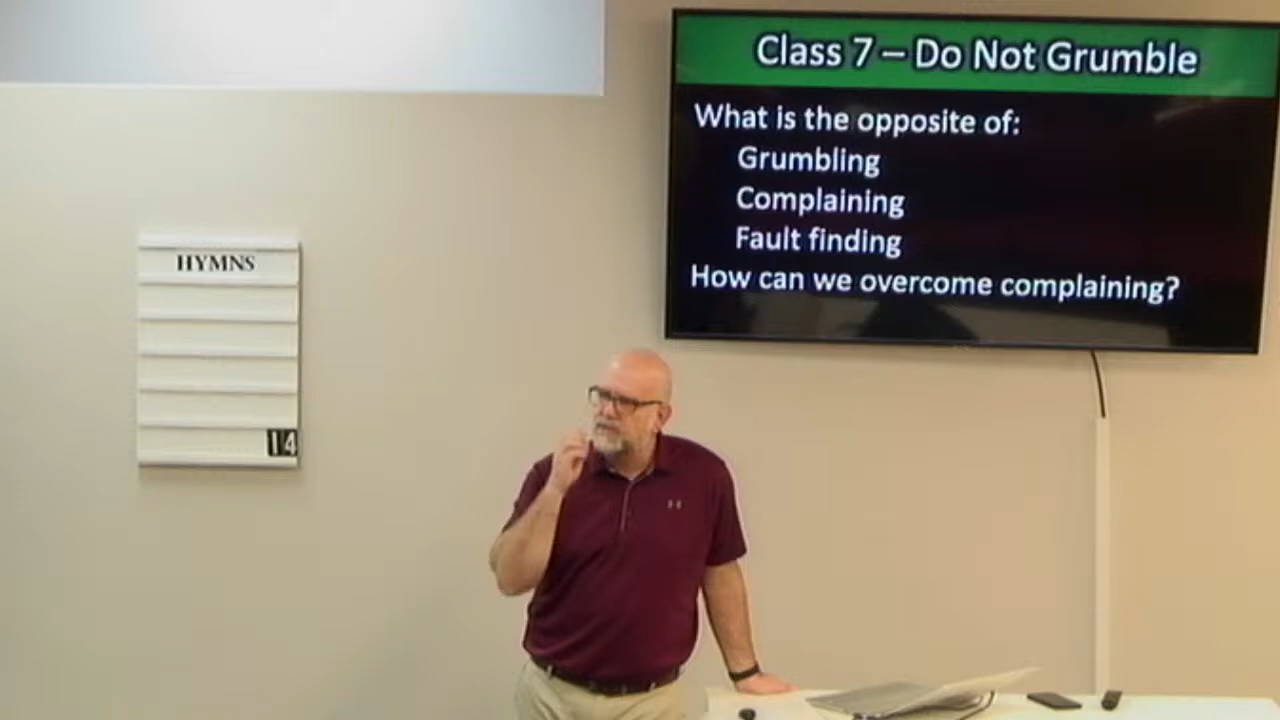 Class 7 – Do Not Grumble
What is the opposite of:
Grumbling
Complaining
Fault finding
How can we overcome complaining?
HYMNS
14